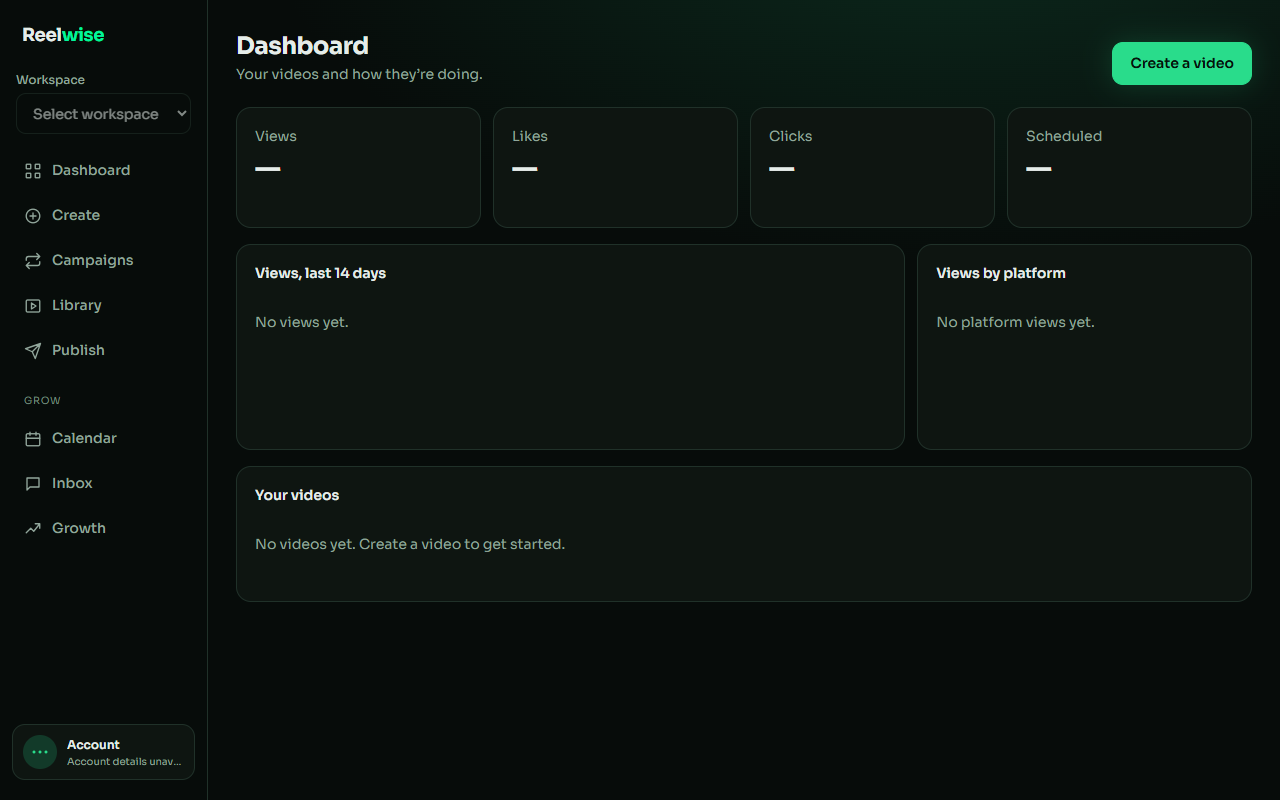 Reelwise
Workspace
Select workspace
Dashboard
Create
Campaigns
Library
Publish
GROW
Calendar
Inbox
Growth
Account
Account details unav...
Dashboard
Your videos and how they're doing.
Create a video
Views
—
Likes
—
Clicks
—
Scheduled
—
Views, last 14 days
No views yet.
Views by platform
No platform views yet.
Your videos
No videos yet. Create a video to get started.